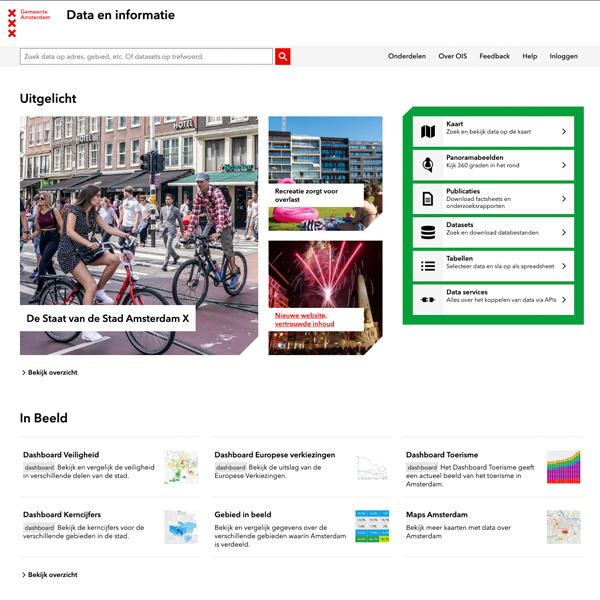 Gemeente
Amsterdam
Data en informatie
Zoek data op adres, gebied, etc. Of datasets op trefwoord.
Onderdelen
Over OIS
Feedback
Help
Inloggen
Uitgelicht
HOTEL
HOTEL
De Staat van de Stad Amsterdam X
Recreatie zorgt voor
overlast
Nieuwe website,
vertrouwde inhoud
Kaart
Zoek en bekijk data op de kaart
Panoramabeelden
Kijk 360 graden in het rond
Publicaties
Download factsheets en
onderzoeksrapporten
Datasets
Zoek en download databestanden
Tabellen
Selecteer data en sla op als spreadsheet
Data services
Alles over het koppelen van data via APIs
Bekijk overzicht
In Beeld
Dashboard Veiligheid
dashboard Bekijk en vergelijk de veiligheid
in verschillende delen van de stad.
Dashboard Europese verkiezingen
dashboard Bekijk de uitslag van de
Europese Verkiezingen.
Dashboard Toerisme
dashboard Het Dashboard Toerisme geeft
een actueel beeld van het toerisme in
Amsterdam.
Dashboard Kerncijfers
dashboard Bekijk de kerncijfers voor de
verschillende gebieden in de stad.
Gebied in beeld
Bekijk en vergelijk gegevens over de
verschillende gebieden waarin Amsterdam
is verdeeld.
Maps Amsterdam
Bekijk meer kaarten met data over
Amsterdam
Bekijk overzicht